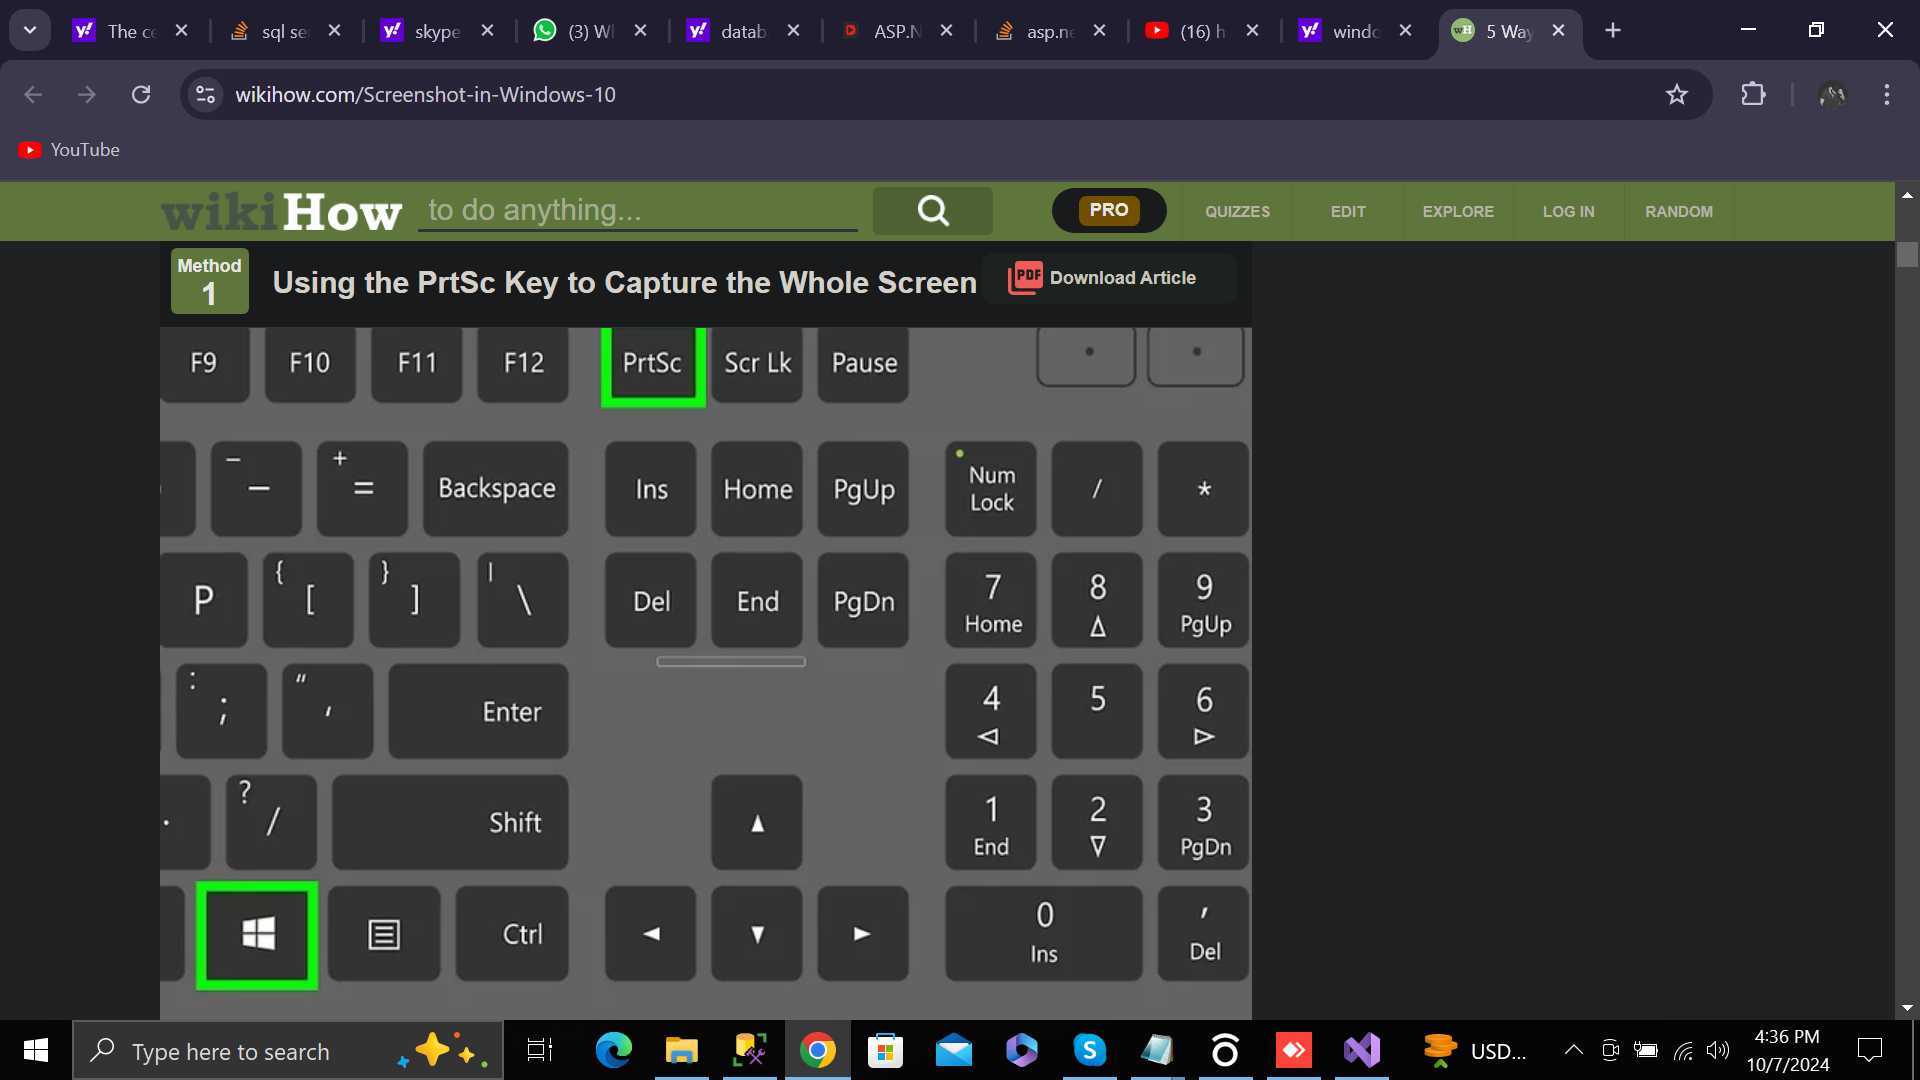 The ce
sql se
skype
(3) Wh
datab
ASP.N
asp.ne
(16) h
windo
5 Way
wikihow.com/Screenshot-in-Windows-10
YouTube
wikiHow to do anything... PRO QUIZZES EDIT EXPLORE LOG IN RANDOM
Method
1
Using the PrtSc Key to Capture the Whole Screen
PDF Download Article
F9 F10 F11 F12 PrtSc Scr Lk Pause
– — + = Backspace Ins Home PgUp Num Lock / *
P { [ } ] | \ Del End PgDn 7 Home 8 9 PgUp
: ; “ ‘ Enter 4 5 6
. ? / Shift 1 End 2 3 PgDn
Ctrl 0 Ins ‘ Del
Type here to search
USD...
4:36 PM
10/7/2024